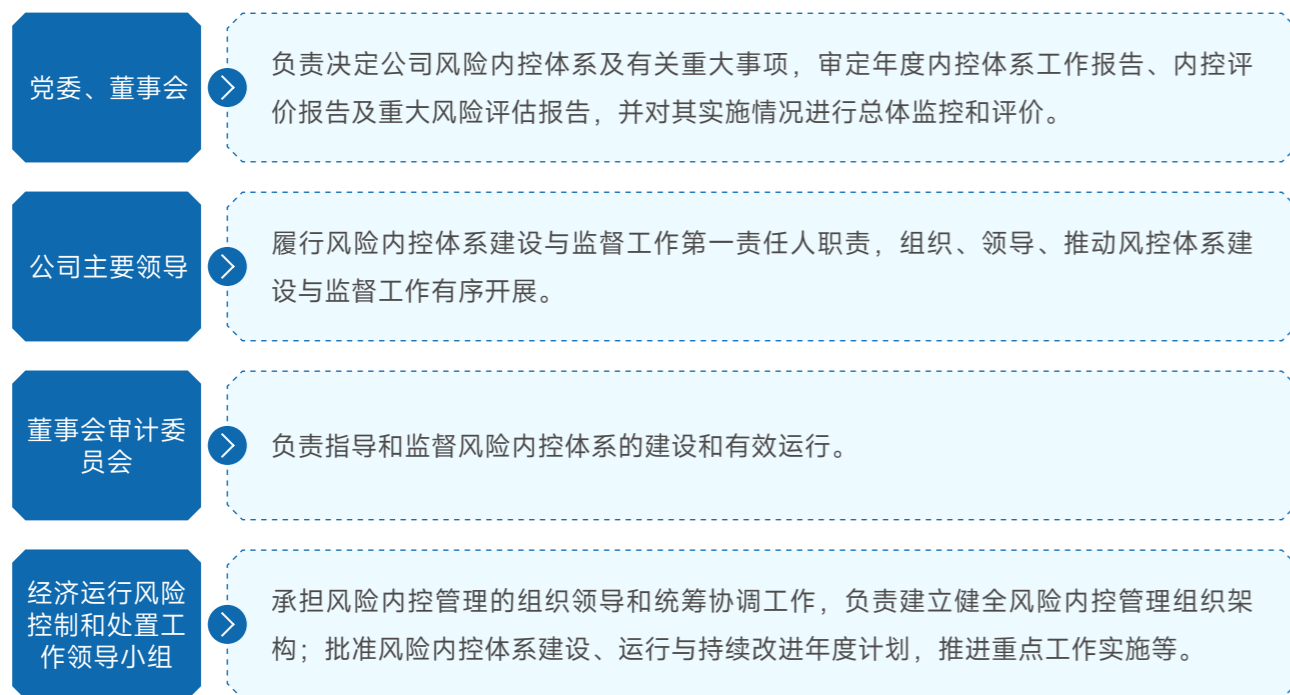 党委、董事会
负责决定公司风险内控体系及有关重大事项，审定年度内控体系工作报告、内控评
价报告及重大风险评估报告，并对其实施情况进行总体监控和评价。
公司主要领导
履行风险内控体系建设与监督工作第一责任人职责，组织、领导、推动风控体系建
设与监督工作有序开展。
董事会审计委
员会
负责指导和监督风险内控体系的建设和有效运行。
经济运行风险
控制和处置工
作领导小组
承担风险内控管理的组织领导和统筹协调工作，负责建立健全风险内控管理组织架
构；批准风险内控体系建设、运行与持续改进年度计划，推进重点工作实施等。